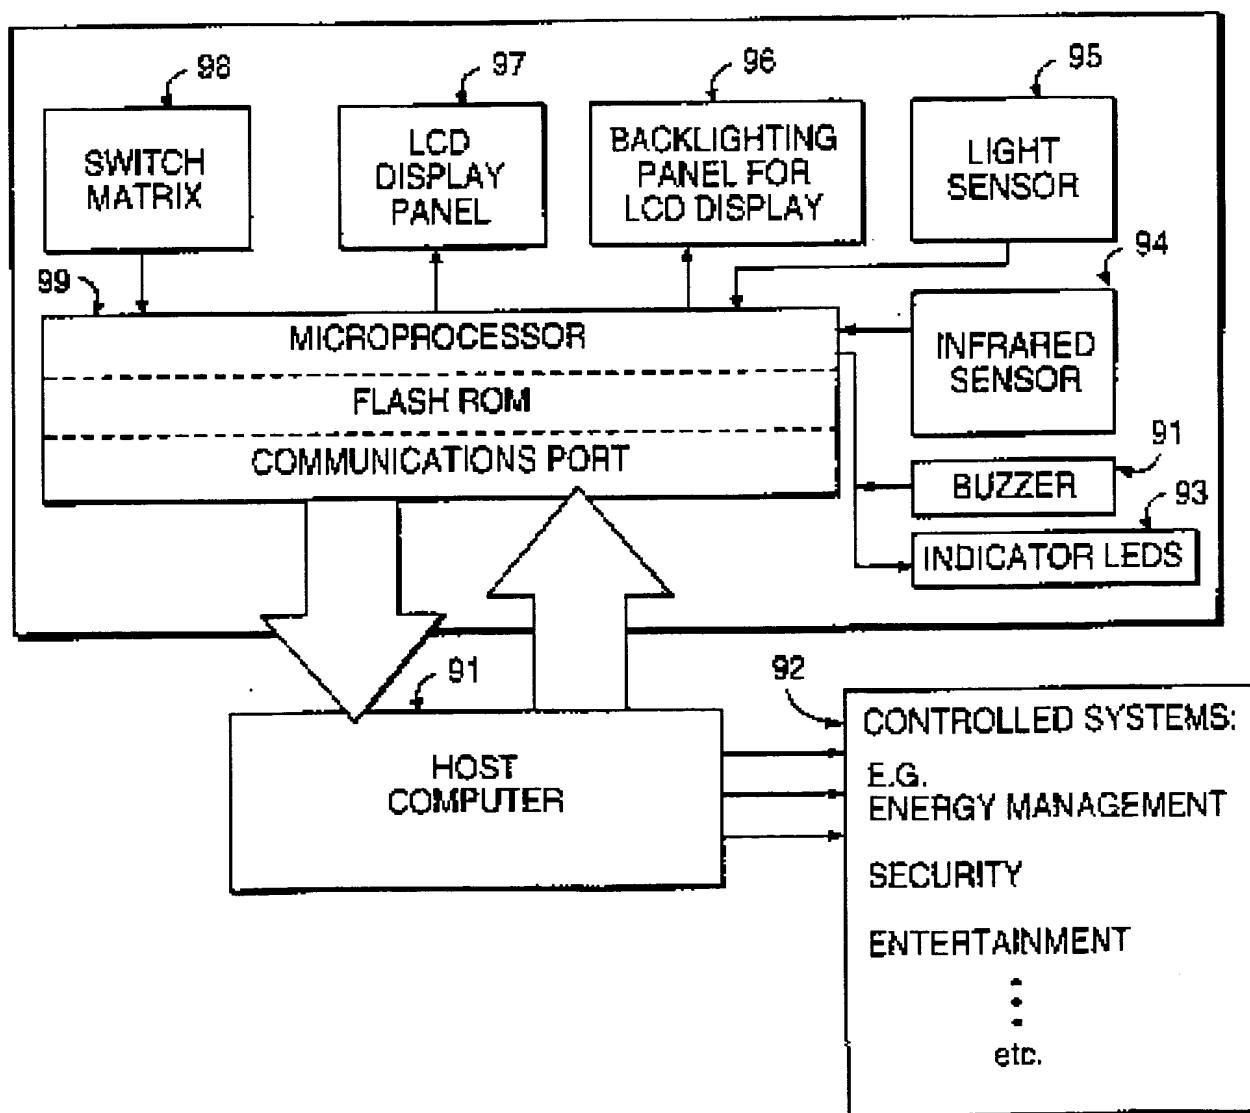 98
97
96
95
SWITCH
MATRIX
LCD
DISPLAY
PANEL
BACKLIGHTING
PANEL FOR
LCD DISPLAY
LIGHT
SENSOR
99
94
MICROPROCESSOR
FLASH ROM
COMMUNICATIONS PORT
INFRARED
SENSOR
91
BUZZER
93
INDICATOR LEDS
91
HOST
COMPUTER
92
CONTROLLED SYSTEMS:
E.G.
ENERGY MANAGEMENT
SECURITY
ENTERTAINMENT
etc.